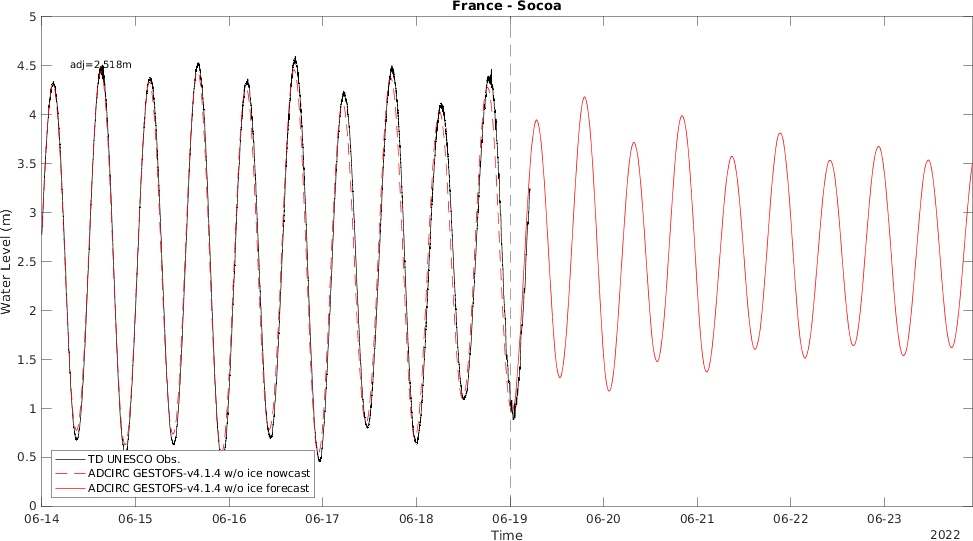 France - Socoa
5
4.5
4
3.5
3
2.5
2
1.5
1
0.5
0
Water Level (m)
adj=2.518m
TD UNESCO Obs.
ADCIRC GESTOFS-v4.1.4 w/o ice nowcast
ADCIRC GESTOFS-v4.1.4 w/o ice forecast
06-14 06-15 06-16 06-17 06-18 06-19 06-20 06-21 06-22 06-23
Time
2022